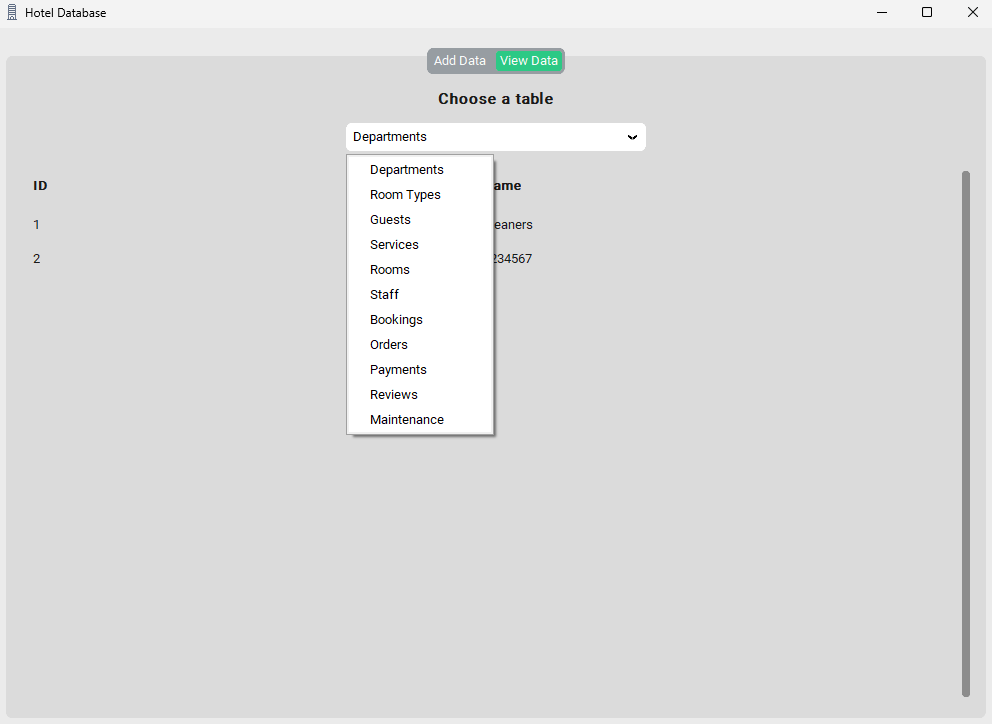 Hotel Database
Add Data View Data
Choose a table
Departments
Departments
Room Types
Guests
Services
Rooms
Staff
Bookings
Orders
Payments
Reviews
Maintenance
ID ame
1 eaners
2 234567